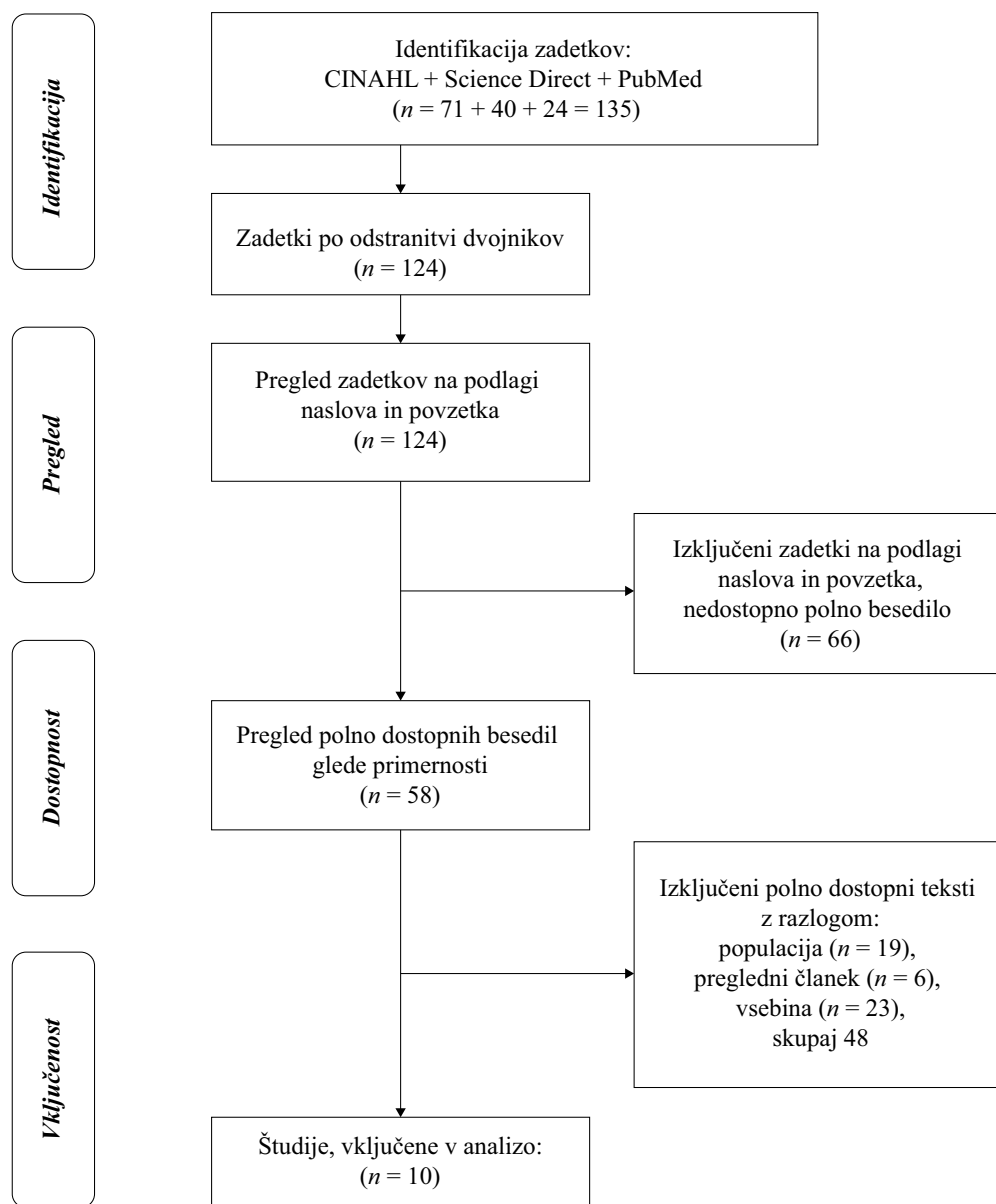 Identifikacija
Identifikacija zadetkov:
CINAHL + Science Direct + PubMed
(n = 71 + 40 + 24 = 135)
Zadetki po odstranitvi dvojnikov
(n = 124)
Pregled
Pregled zadetkov na podlagi
naslova in povzetka
(n = 124)
Izključeni zadetki na podlagi
naslova in povzetka,
nedostopno polno besedilo
(n = 66)
Dostopnost
Pregled polno dostopnih besedil
glede primernosti
(n = 58)
Izključeni polno dostopni teksti
z razlogom:
populacija (n = 19),
pregledni članek (n = 6),
vsebina (n = 23),
skupaj 48
Vključenost
Študije, vključene v analizo:
(n = 10)